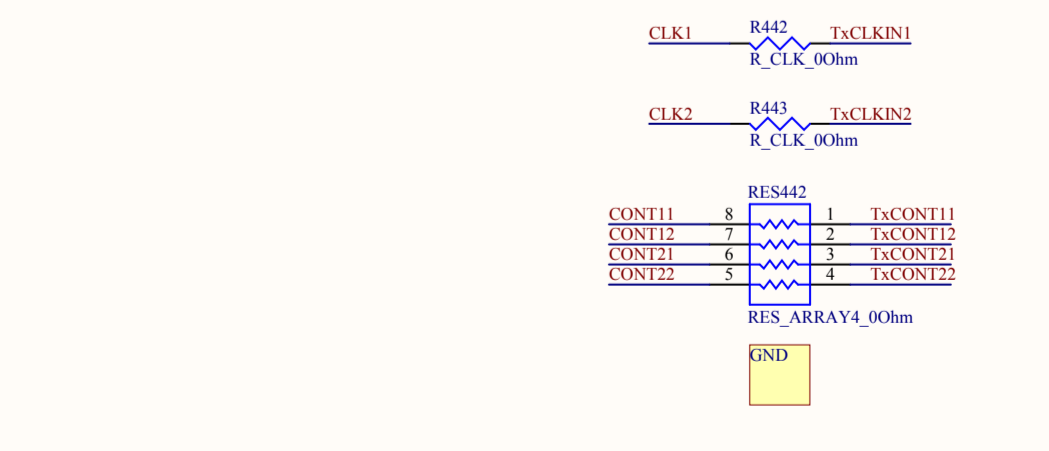 R442
CLK1 TxCLKIN1
R_CLK_0Ohm
R443
CLK2 TxCLKIN2
R_CLK_0Ohm
RES442
CONT11 8 1 TxCONT11
CONT12 7 2 TxCONT12
CONT21 6 3 TxCONT21
CONT22 5 4 TxCONT22
RES_ARRAY4_0Ohm
GND